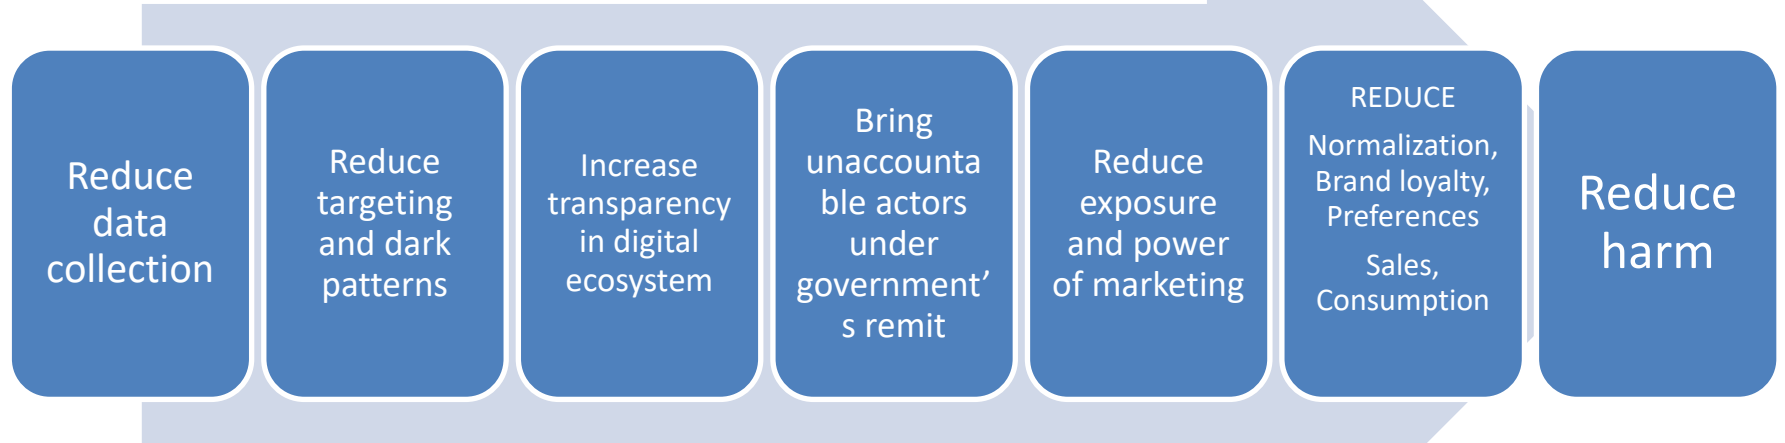 Reduce
data
collection
Reduce
targeting
and dark
patterns
Increase
transparency
in digital
ecosystem
Bring
unaccounta
ble actors
under
government’
s remit
Reduce
exposure
and power
of marketing
REDUCE
Normalization,
Brand loyalty,
Preferences
Sales,
Consumption
Reduce
harm